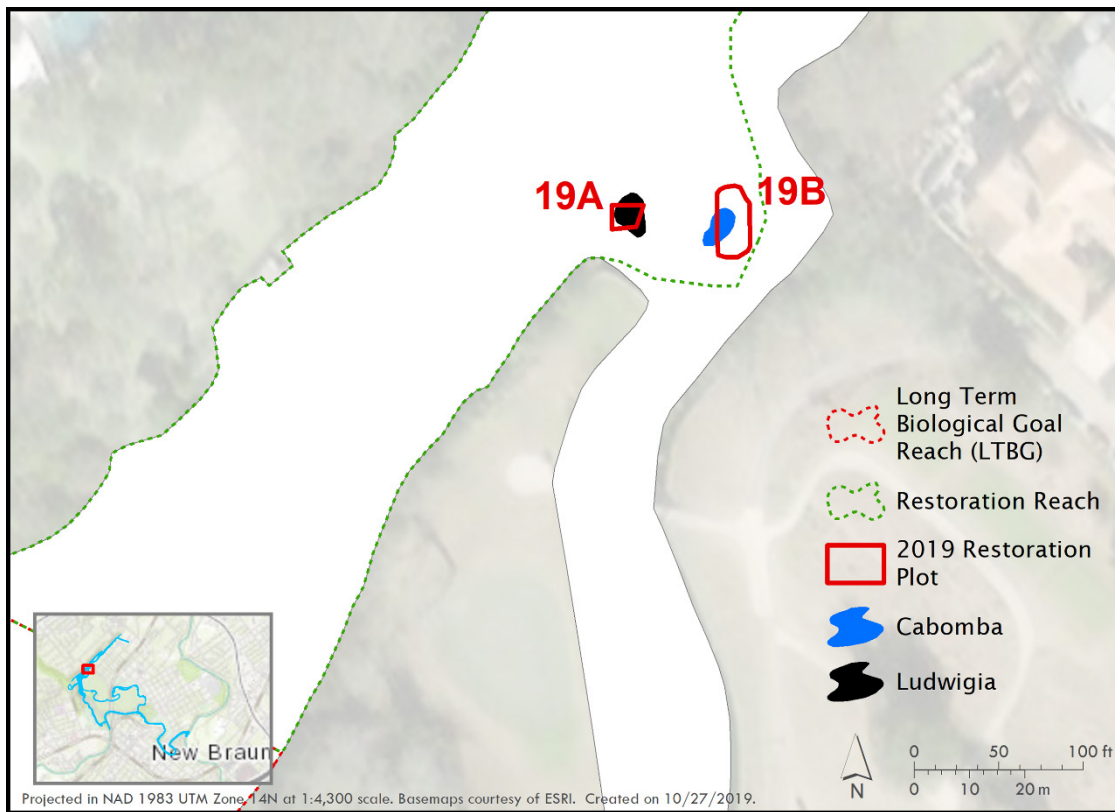 19A
19B
Long Term
Biological Goal
Reach (LTBG)
Restoration Reach
2019 Restoration
Plot
Cabomba
Ludwigia
0 50 100 ft
0 10 20 m
N
New Braun
Projected in NAD 1983 UTM Zone 14N at 1:4,300 scale. Basemaps courtesy of ESRI. Created on 10/27/2019.